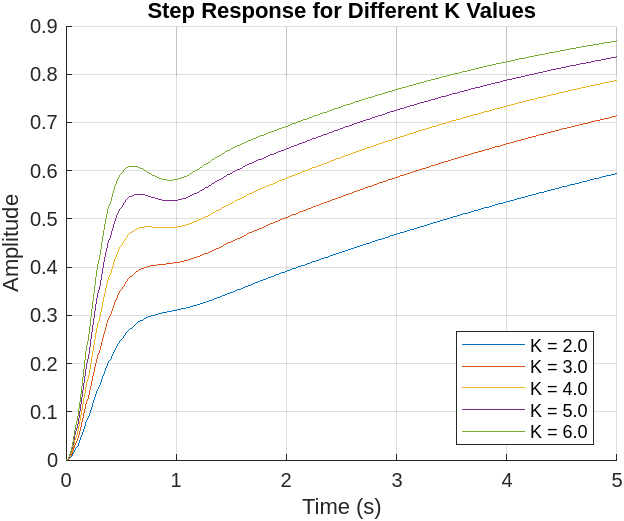 Step Response for Different K Values
Amplitude
0.9
0.8
0.7
0.6
0.5
0.4
0.3
0.2
0.1
0
K = 2.0
K = 3.0
K = 4.0
K = 5.0
K = 6.0
0 1 2 3 4 5
Time (s)